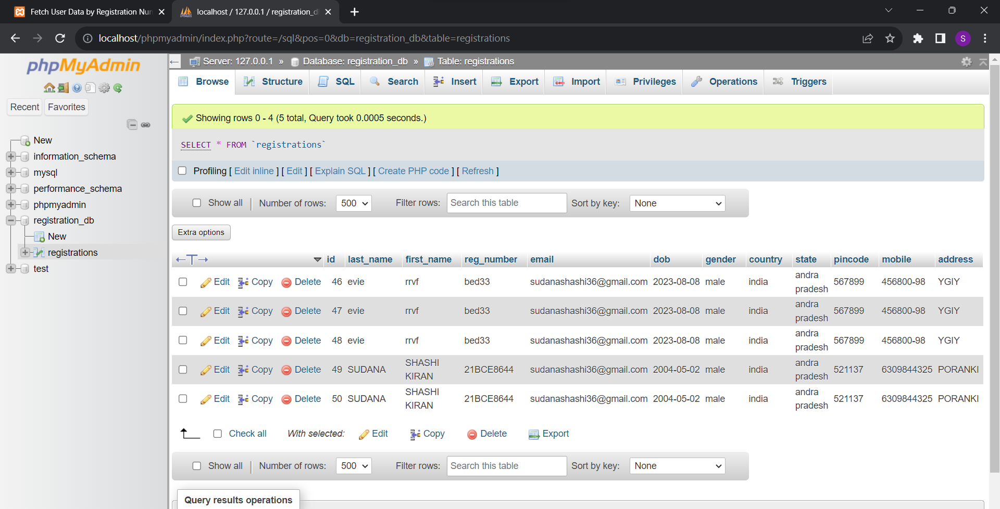 Fetch User Data by Registration Nun
localhost / 127.0.0.1 / registration_d
localhost/phpmyadmin/index.php?route=/sql&pos=0&db=registration_db&table=registrations
S
phpMyAdmin
Recent Favorites
New
information_schema
mysql
performance_schema
phpmyadmin
registration_db
New
registrations
test
Server: 127.0.0.1 » Database: registration_db » Table: registrations
Browse Structure SQL Search Insert Export Import Privileges Operations Triggers
Showing rows 0 - 4 (5 total, Query took 0.0005 seconds.)
SELECT * FROM `registrations`
Profiling [ Edit inline ] [ Edit ] [ Explain SQL ] [ Create PHP code ] [ Refresh ]
Show all | Number of rows: 500 Filter rows: Search this table Sort by key: None
Extra options
←T→ id last_name first_name reg_number email dob gender country state pincode mobile address
Edit Copy Delete 46 evie rrvf bed33 sudanashashi36@gmail.com 2023-08-08 male india andra pradesh 567899 456800-98 YGIY
Edit Copy Delete 47 evie rrvf bed33 sudanashashi36@gmail.com 2023-08-08 male india andra pradesh 567899 456800-98 YGIY
Edit Copy Delete 48 evie rrvf bed33 sudanashashi36@gmail.com 2023-08-08 male india andra pradesh 567899 456800-98 YGIY
Edit Copy Delete 49 SUDANA SHASHI KIRAN 21BCE8644 sudanashashi36@gmail.com 2004-05-02 male india andra pradesh 521137 6309844325 PORANKI
Edit Copy Delete 50 SUDANA SHASHI KIRAN 21BCE8644 sudanashashi36@gmail.com 2004-05-02 male india andra pradesh 521137 6309844325 PORANKI
Check all With selected: Edit Copy Delete Export
Show all | Number of rows: 500 Filter rows: Search this table Sort by key: None
Query results operations